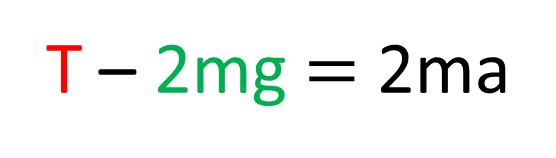 T – 2mg = 2ma